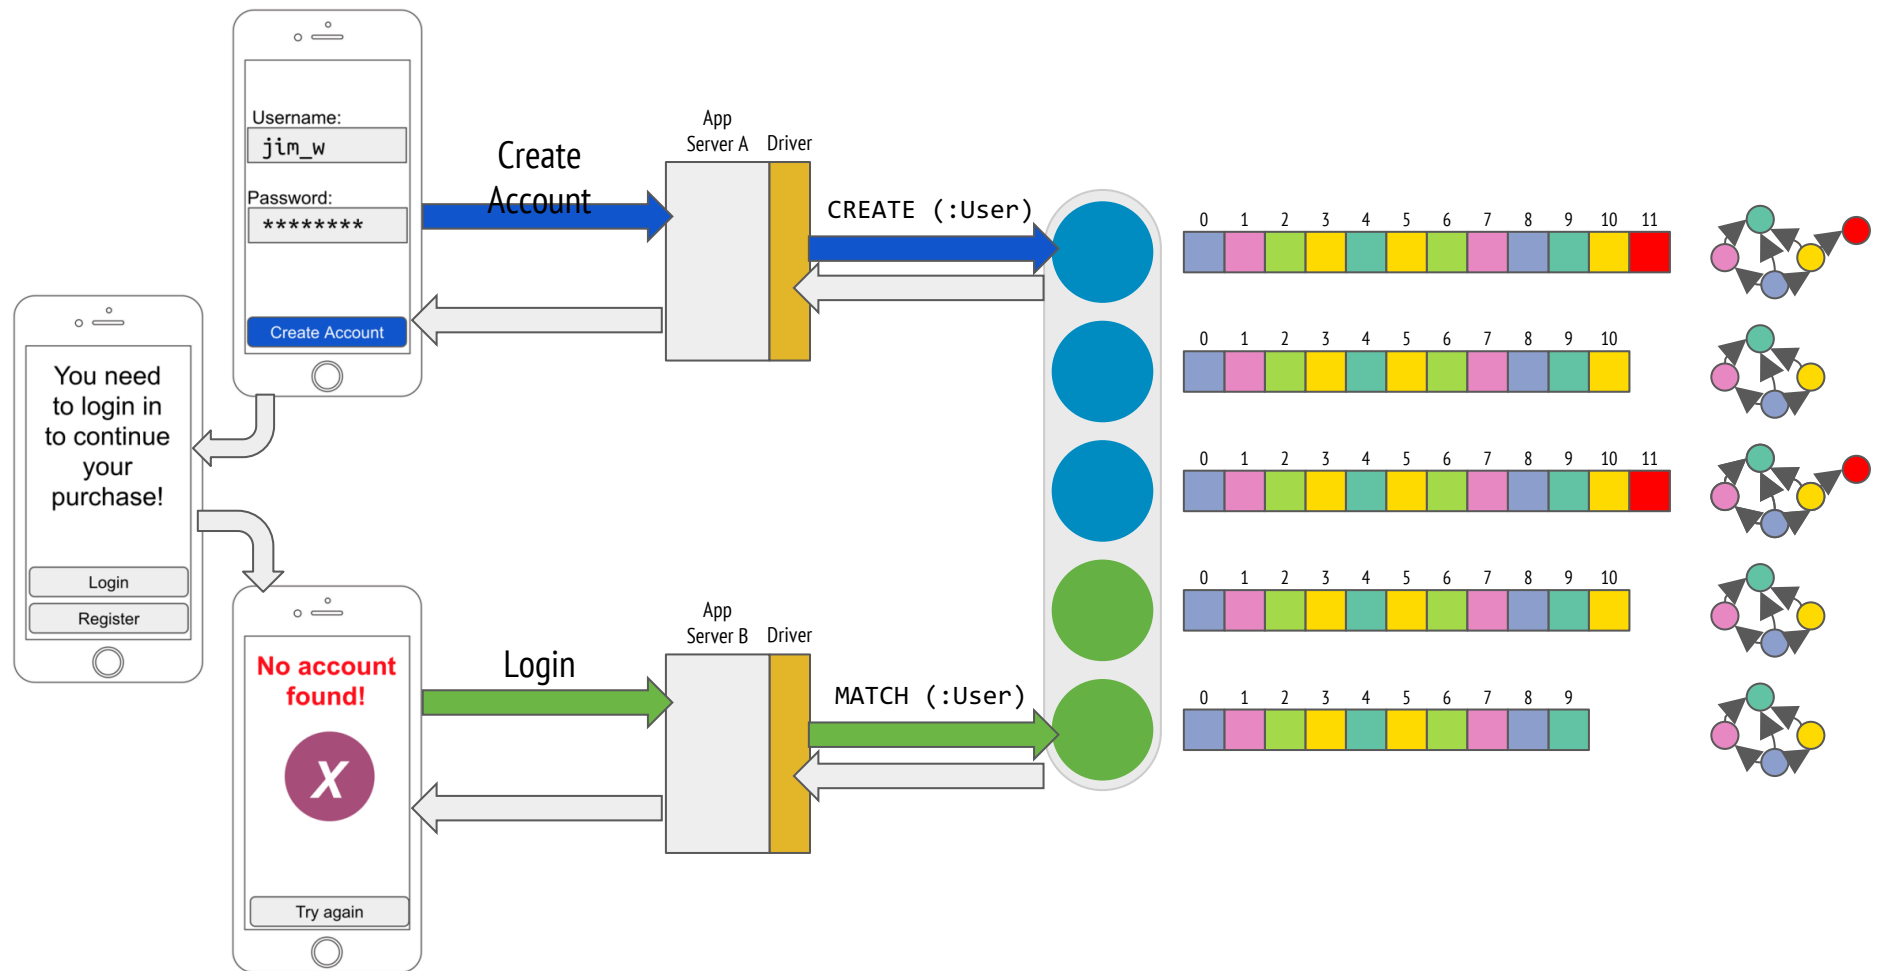 Username:
jim_w
Password:
********
Create Account
You need
to login in
to continue
your
purchase!
Login
Register
No account
found!
X
Try again
Create
Account
App
Server A
Driver
CREATE (:User)
Login
App
Server B
Driver
MATCH (:User)
0 1 2 3 4 5 6 7 8 9 10 11
0 1 2 3 4 5 6 7 8 9 10
0 1 2 3 4 5 6 7 8 9 10 11
0 1 2 3 4 5 6 7 8 9 10
0 1 2 3 4 5 6 7 8 9